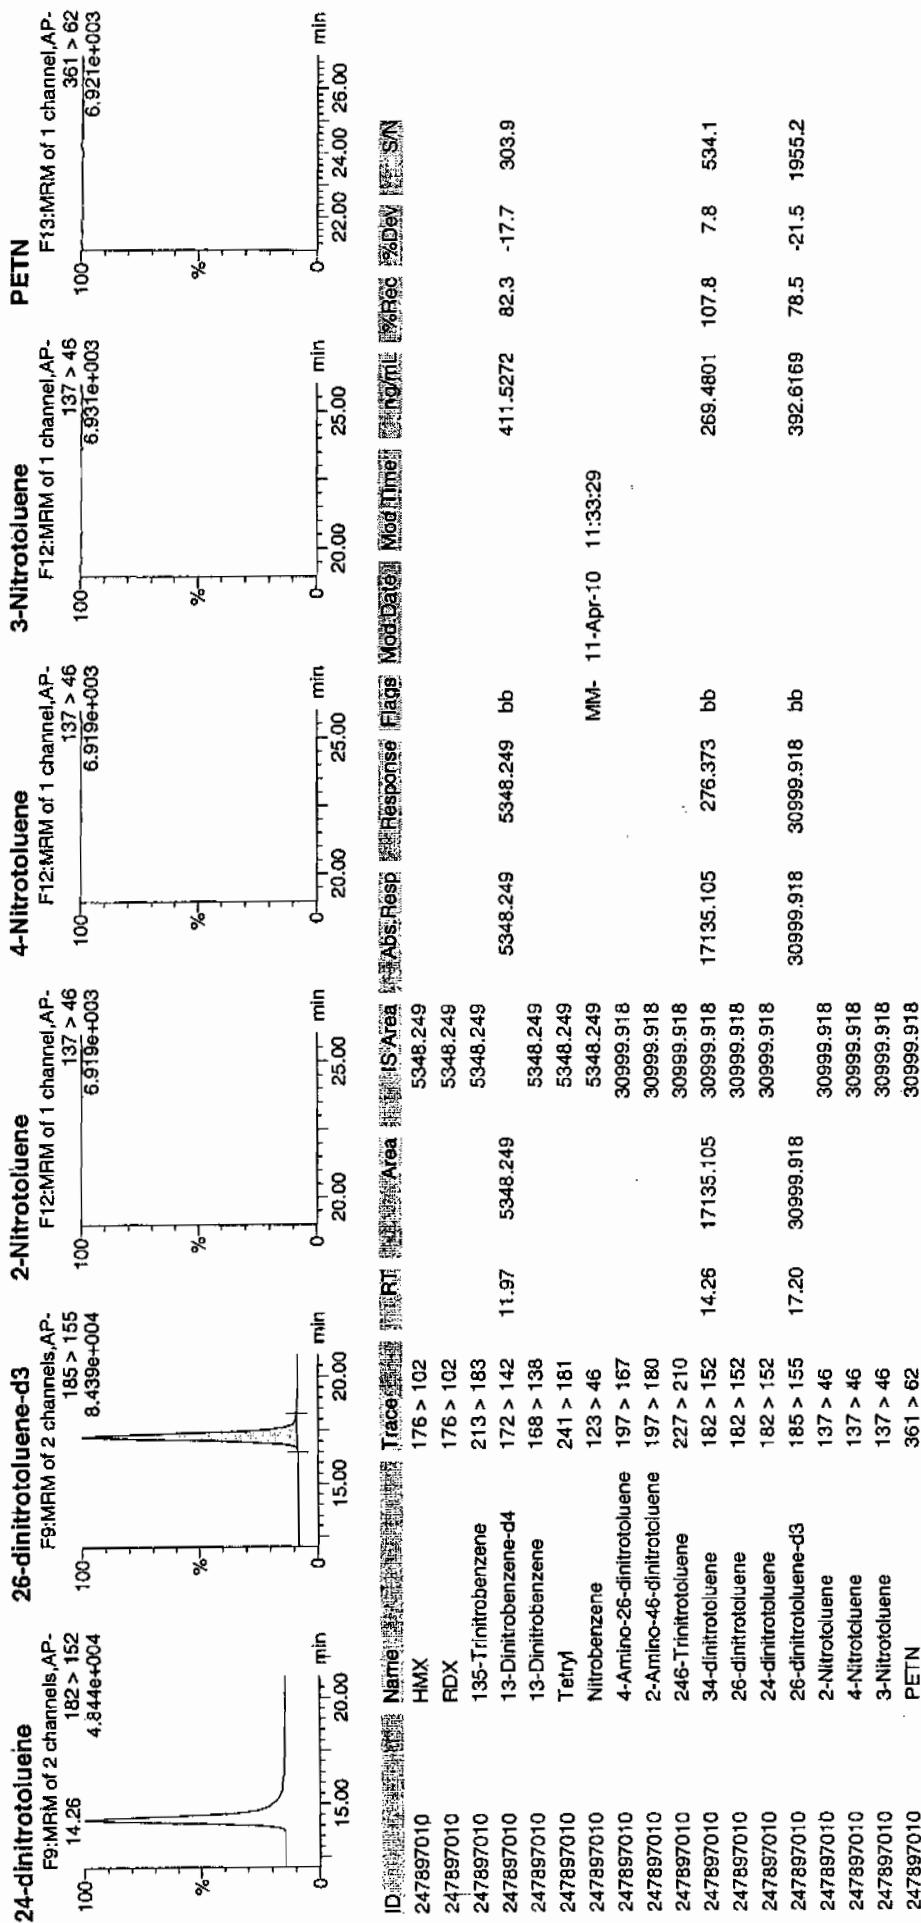 24-dinitrotoluene
F9:MRM of 2 channels,AP-
14.26
182 > 152
4.844e+004
100
%
0
15.00
20.00
min
26-dinitrotoluene-d3
F9:MRM of 2 channels,AP-
185 > 155
8.439e+004
100
%
0
15.00
20.00
min
2-Nitrotoluene
F12:MRM of 1 channel,AP-
137 > 46
6.919e+003
100
%
0
20.00
25.00
min
4-Nitrotoluene
F12:MRM of 1 channel,AP-
137 > 46
6.919e+003
100
%
0
20.00
25.00
min
3-Nitrotoluene
F12:MRM of 1 channel,AP-
137 > 46
6.931e+003
100
%
0
20.00
25.00
min
PETN
F13:MRM of 1 channel,AP-
361 > 62
6.921e+003
100
%
0
22.00
24.00
26.00
min
ID Name Trace RT Area IS Area Abs.Resp Response Flags Mod.Date Mod.Time ng/mL %Rec %Dev S/N
247897010 HMX 176 > 102 5348.249
247897010 RDX 176 > 102 5348.249
247897010 135-Trinitrobenzene 213 > 183 5348.249
247897010 13-Dinitrobenzene-d4 172 > 142 11.97 5348.249 5348.249 5348.249 bb 411.5272 82.3 -17.7 303.9
247897010 13-Dinitrobenzene 168 > 138 5348.249
247897010 Tetryl 241 > 181 5348.249
247897010 Nitrobenzene 123 > 46 5348.249 MM- 11-Apr-10 11:33:29
247897010 4-Amino-26-dinitrotoluene 197 > 167 30999.918
247897010 2-Amino-46-dinitrotoluene 197 > 180 30999.918
247897010 246-Trinitrotoluene 227 > 210 30999.918
247897010 34-dinitrotoluene 182 > 152 14.26 17135.105 30999.918 17135.105 276.373 bb 269.4801 107.8 7.8 534.1
247897010 26-dinitrotoluene 182 > 152 30999.918
247897010 24-dinitrotoluene 182 > 152 30999.918
247897010 26-dinitrotoluene-d3 185 > 155 17.20 30999.918 30999.918 30999.918 bb 392.6169 78.5 -21.5 1955.2
247897010 2-Nitrotoluene 137 > 46 30999.918
247897010 4-Nitrotoluene 137 > 46 30999.918
247897010 3-Nitrotoluene 137 > 46 30999.918
247897010 PETN 361 > 62 30999.918